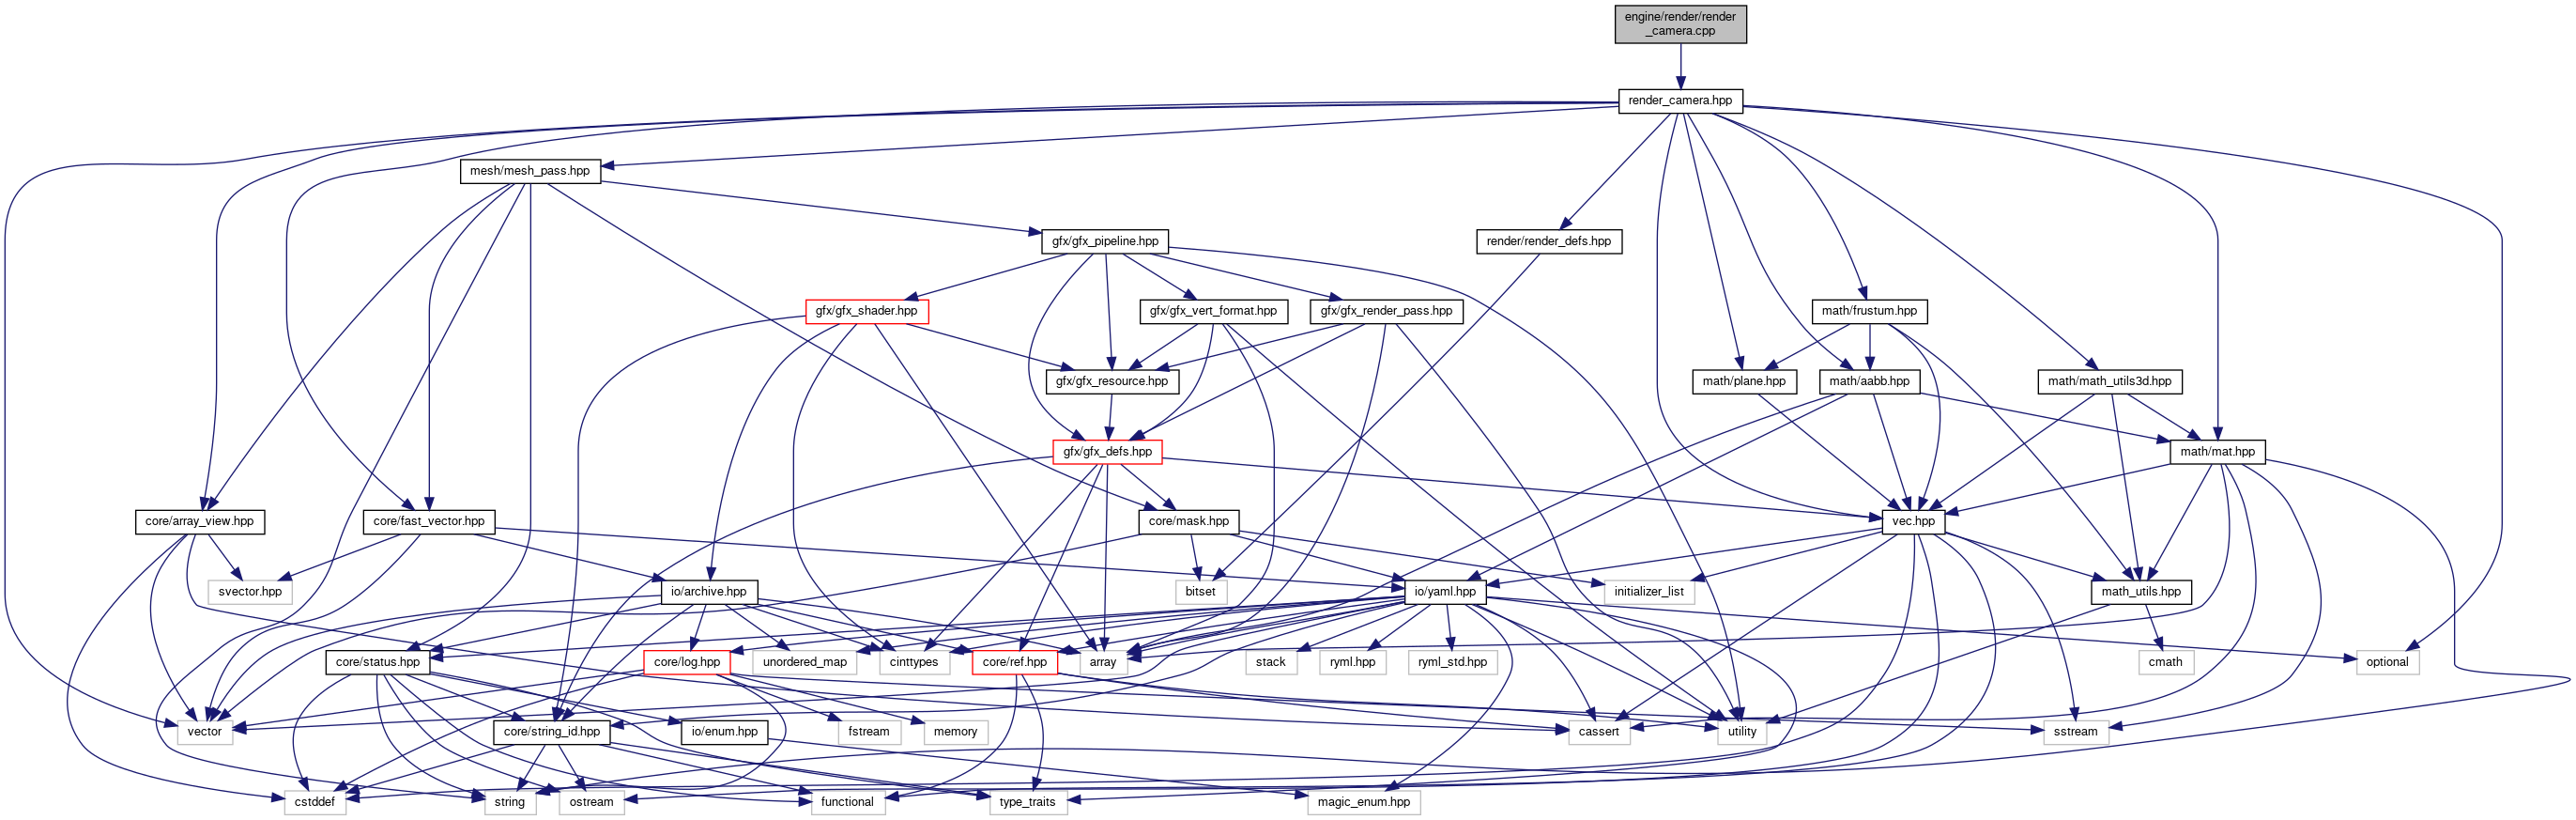 engine/render/render
_camera.cpp
render_camera.hpp
mesh/mesh_pass.hpp
gfx/gfx_pipeline.hpp
render/render_defs.hpp
gfx/gfx_shader.hpp
gfx/gfx_vert_format.hpp
gfx/gfx_render_pass.hpp
math/frustum.hpp
gfx/gfx_resource.hpp
math/plane.hpp
math/aabb.hpp
math/math_utils3d.hpp
gfx/gfx_defs.hpp
math/mat.hpp
core/array_view.hpp
core/fast_vector.hpp
core/mask.hpp
vec.hpp
svector.hpp
io/archive.hpp
bitset
io/yaml.hpp
initializer_list
math_utils.hpp
core/status.hpp
core/log.hpp
unordered_map
cinttypes
core/ref.hpp
array
stack
ryml.hpp
ryml_std.hpp
cmath
optional
vector
core/string_id.hpp
io/enum.hpp
fstream
memory
cassert
utility
sstream
cstddef
string
ostream
functional
type_traits
magic_enum.hpp